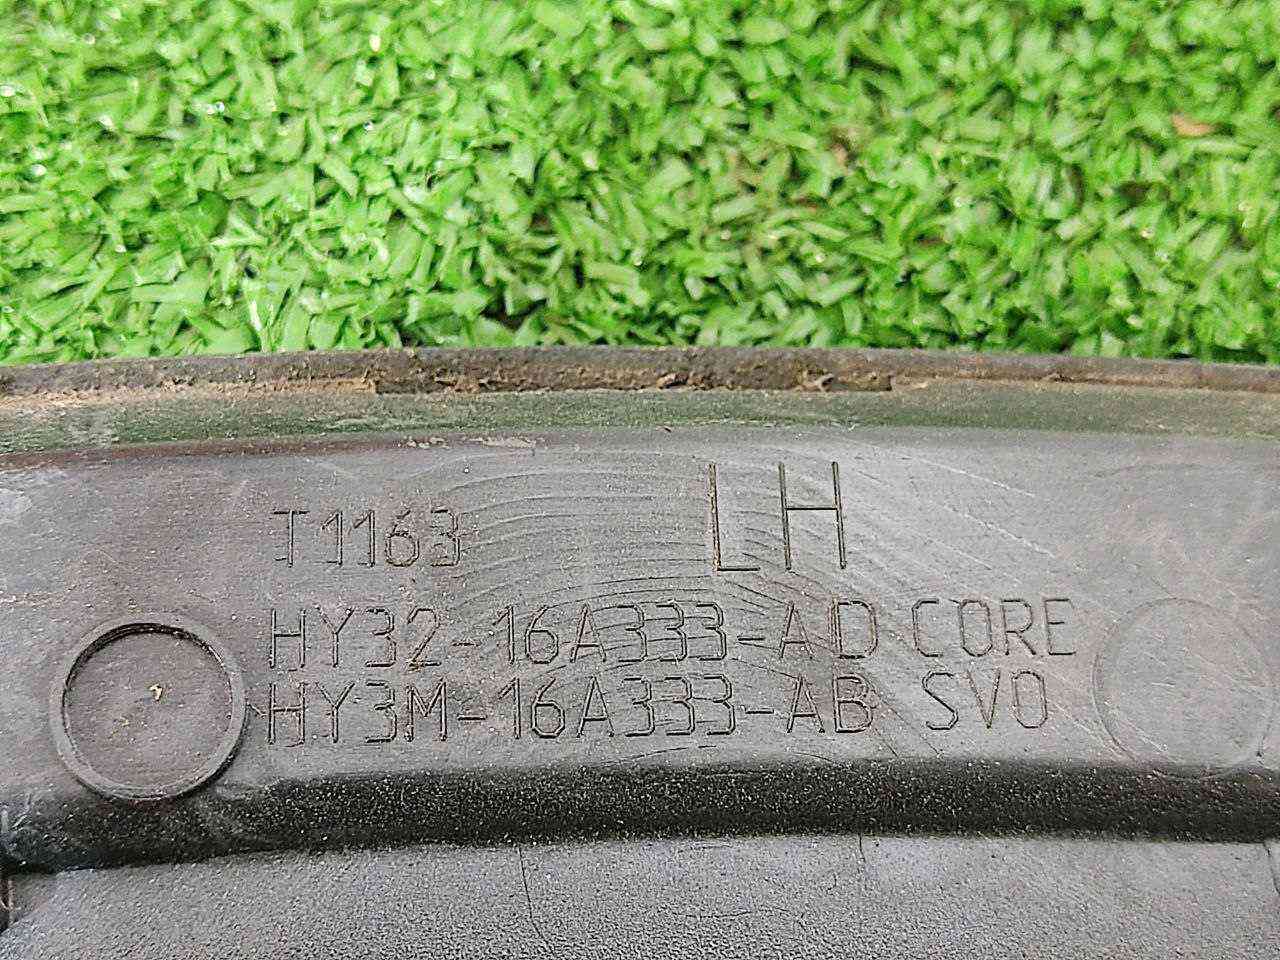 T1163
LH
HY32-16A333-AD CORE
HY3M-16A333-AB SVO